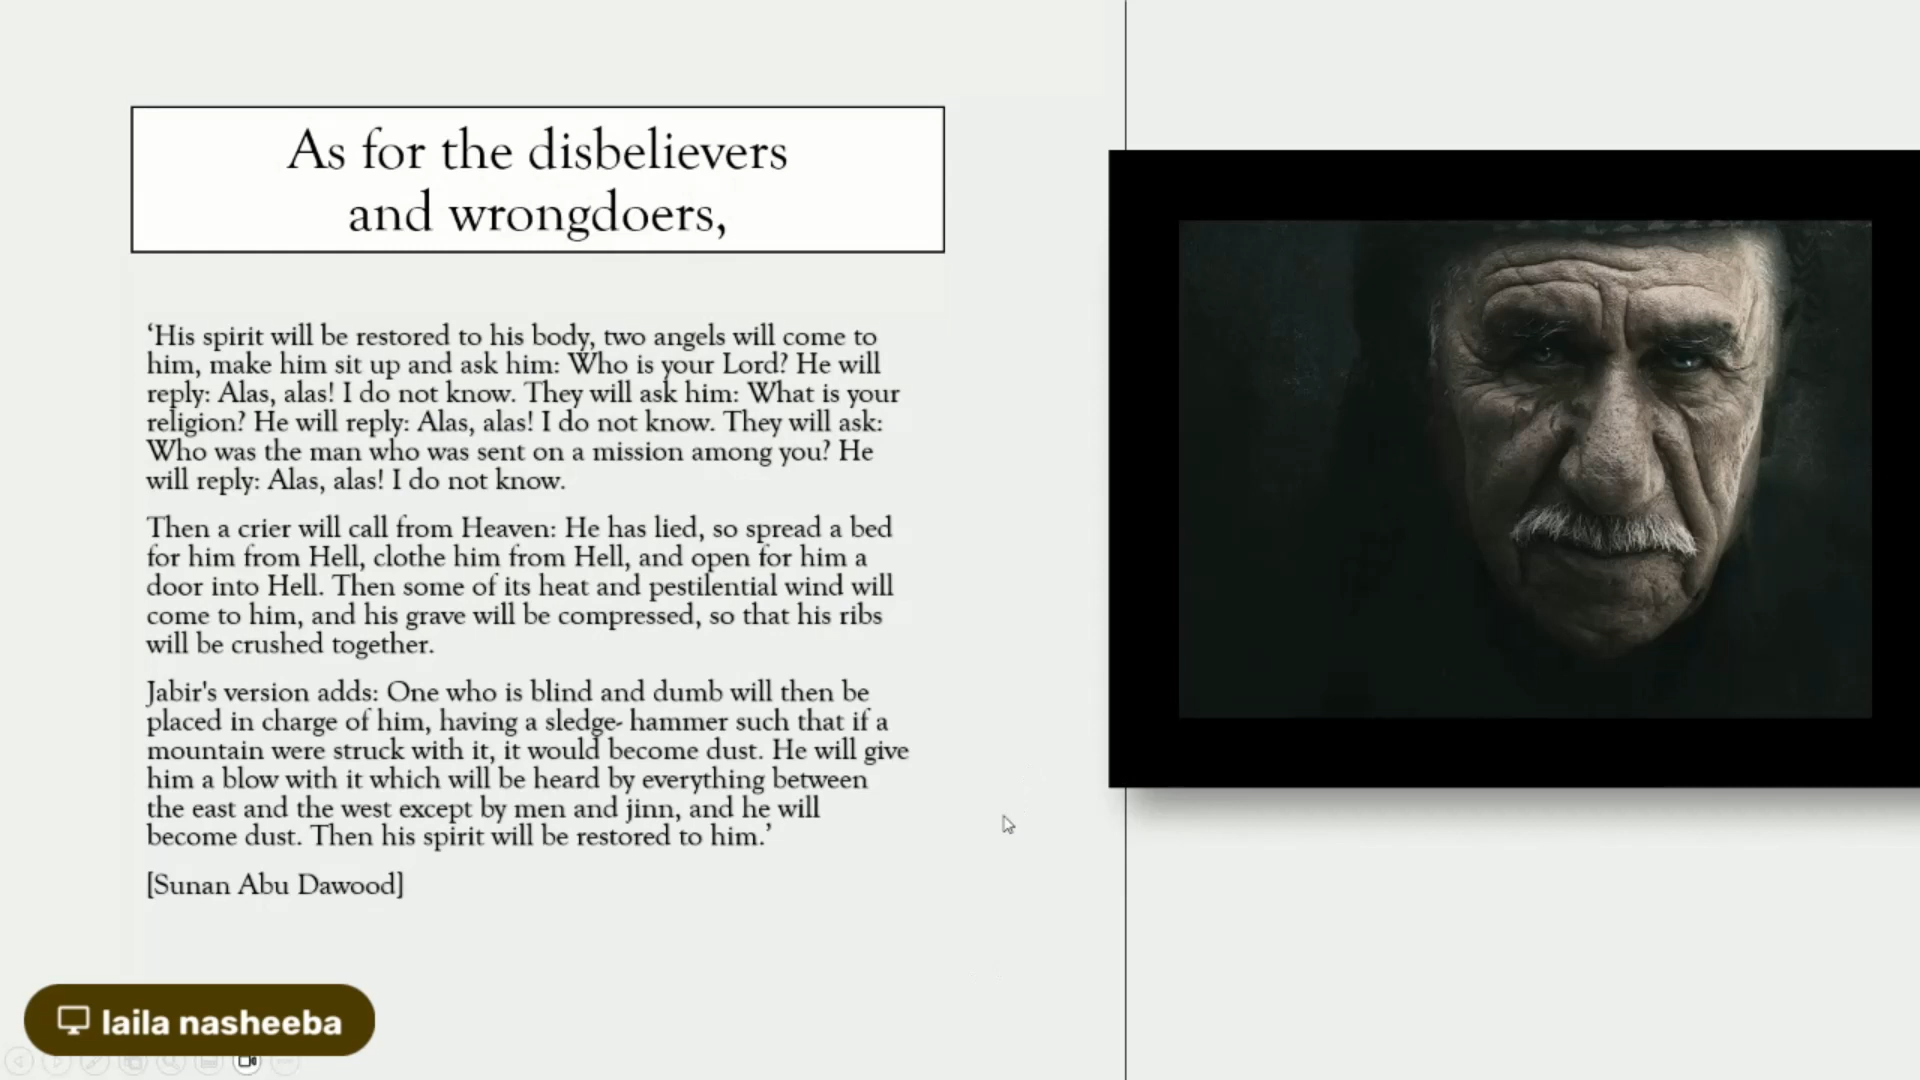 As for the disbelievers
and wrongdoers,
‘His spirit will be restored to his body, two angels will come to
him, make him sit up and ask him: Who is your Lord? He will
reply: Alas, alas! I do not know. They will ask him: What is your
religion? He will reply: Alas, alas! I do not know. They will ask:
Who was the man who was sent on a mission among you? He
will reply: Alas, alas! I do not know.
Then a crier will call from Heaven: He has lied, so spread a bed
for him from Hell, clothe him from Hell, and open for him a
door into Hell. Then some of its heat and pestilential wind will
come to him, and his grave will be compressed, so that his ribs
will be crushed together.
Jabir's version adds: One who is blind and dumb will then be
placed in charge of him, having a sledge- hammer such that if a
mountain were struck with it, it would become dust. He will give
him a blow with it which will be heard by everything between
the east and the west except by men and jinn, and he will
become dust. Then his spirit will be restored to him.’
[Sunan Abu Dawood]
laila nasheeba